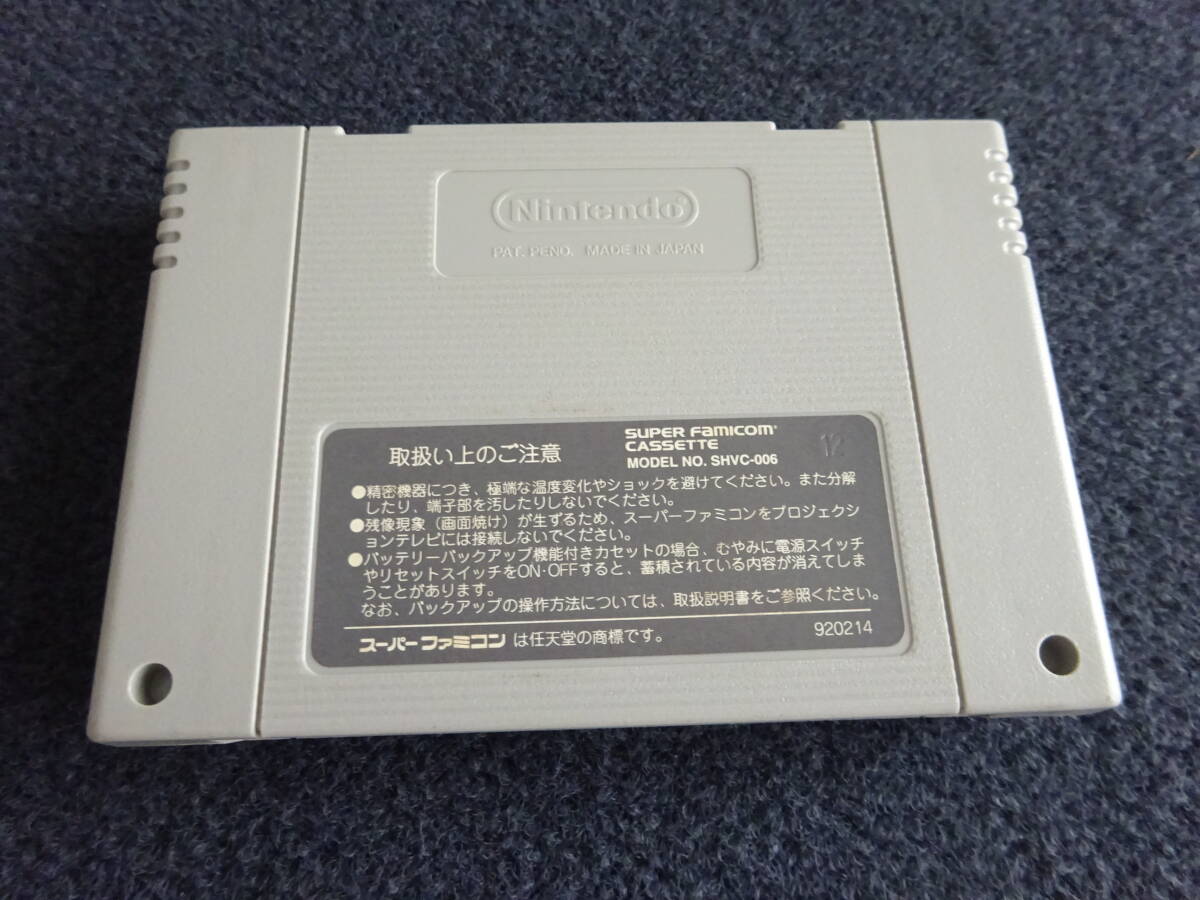 Nintendo
PAT. PEND. MADE IN JAPAN
取扱い上のご注意
SUPER FAMICOM
CASSETTE
MODEL NO. SHVC-006
12
●精密機器につき、極端な温度変化やショックを避けてください。また分解
したり、端子部を汚したりしないでください。
●残像現象（画面焼け）が生ずるため、スーパーファミコンをプロジェクシ
ョンテレビには接続しないでください。
●バッテリーバックアップ機能付きカセットの場合、むやみに電源スイッチ
やリセットスイッチをON・OFFすると、蓄積されている内容が消えてしま
うことがあります。
なお、バックアップの操作方法については、取扱説明書をご参照ください。
スーパーファミコン は任天堂の商標です。
920214